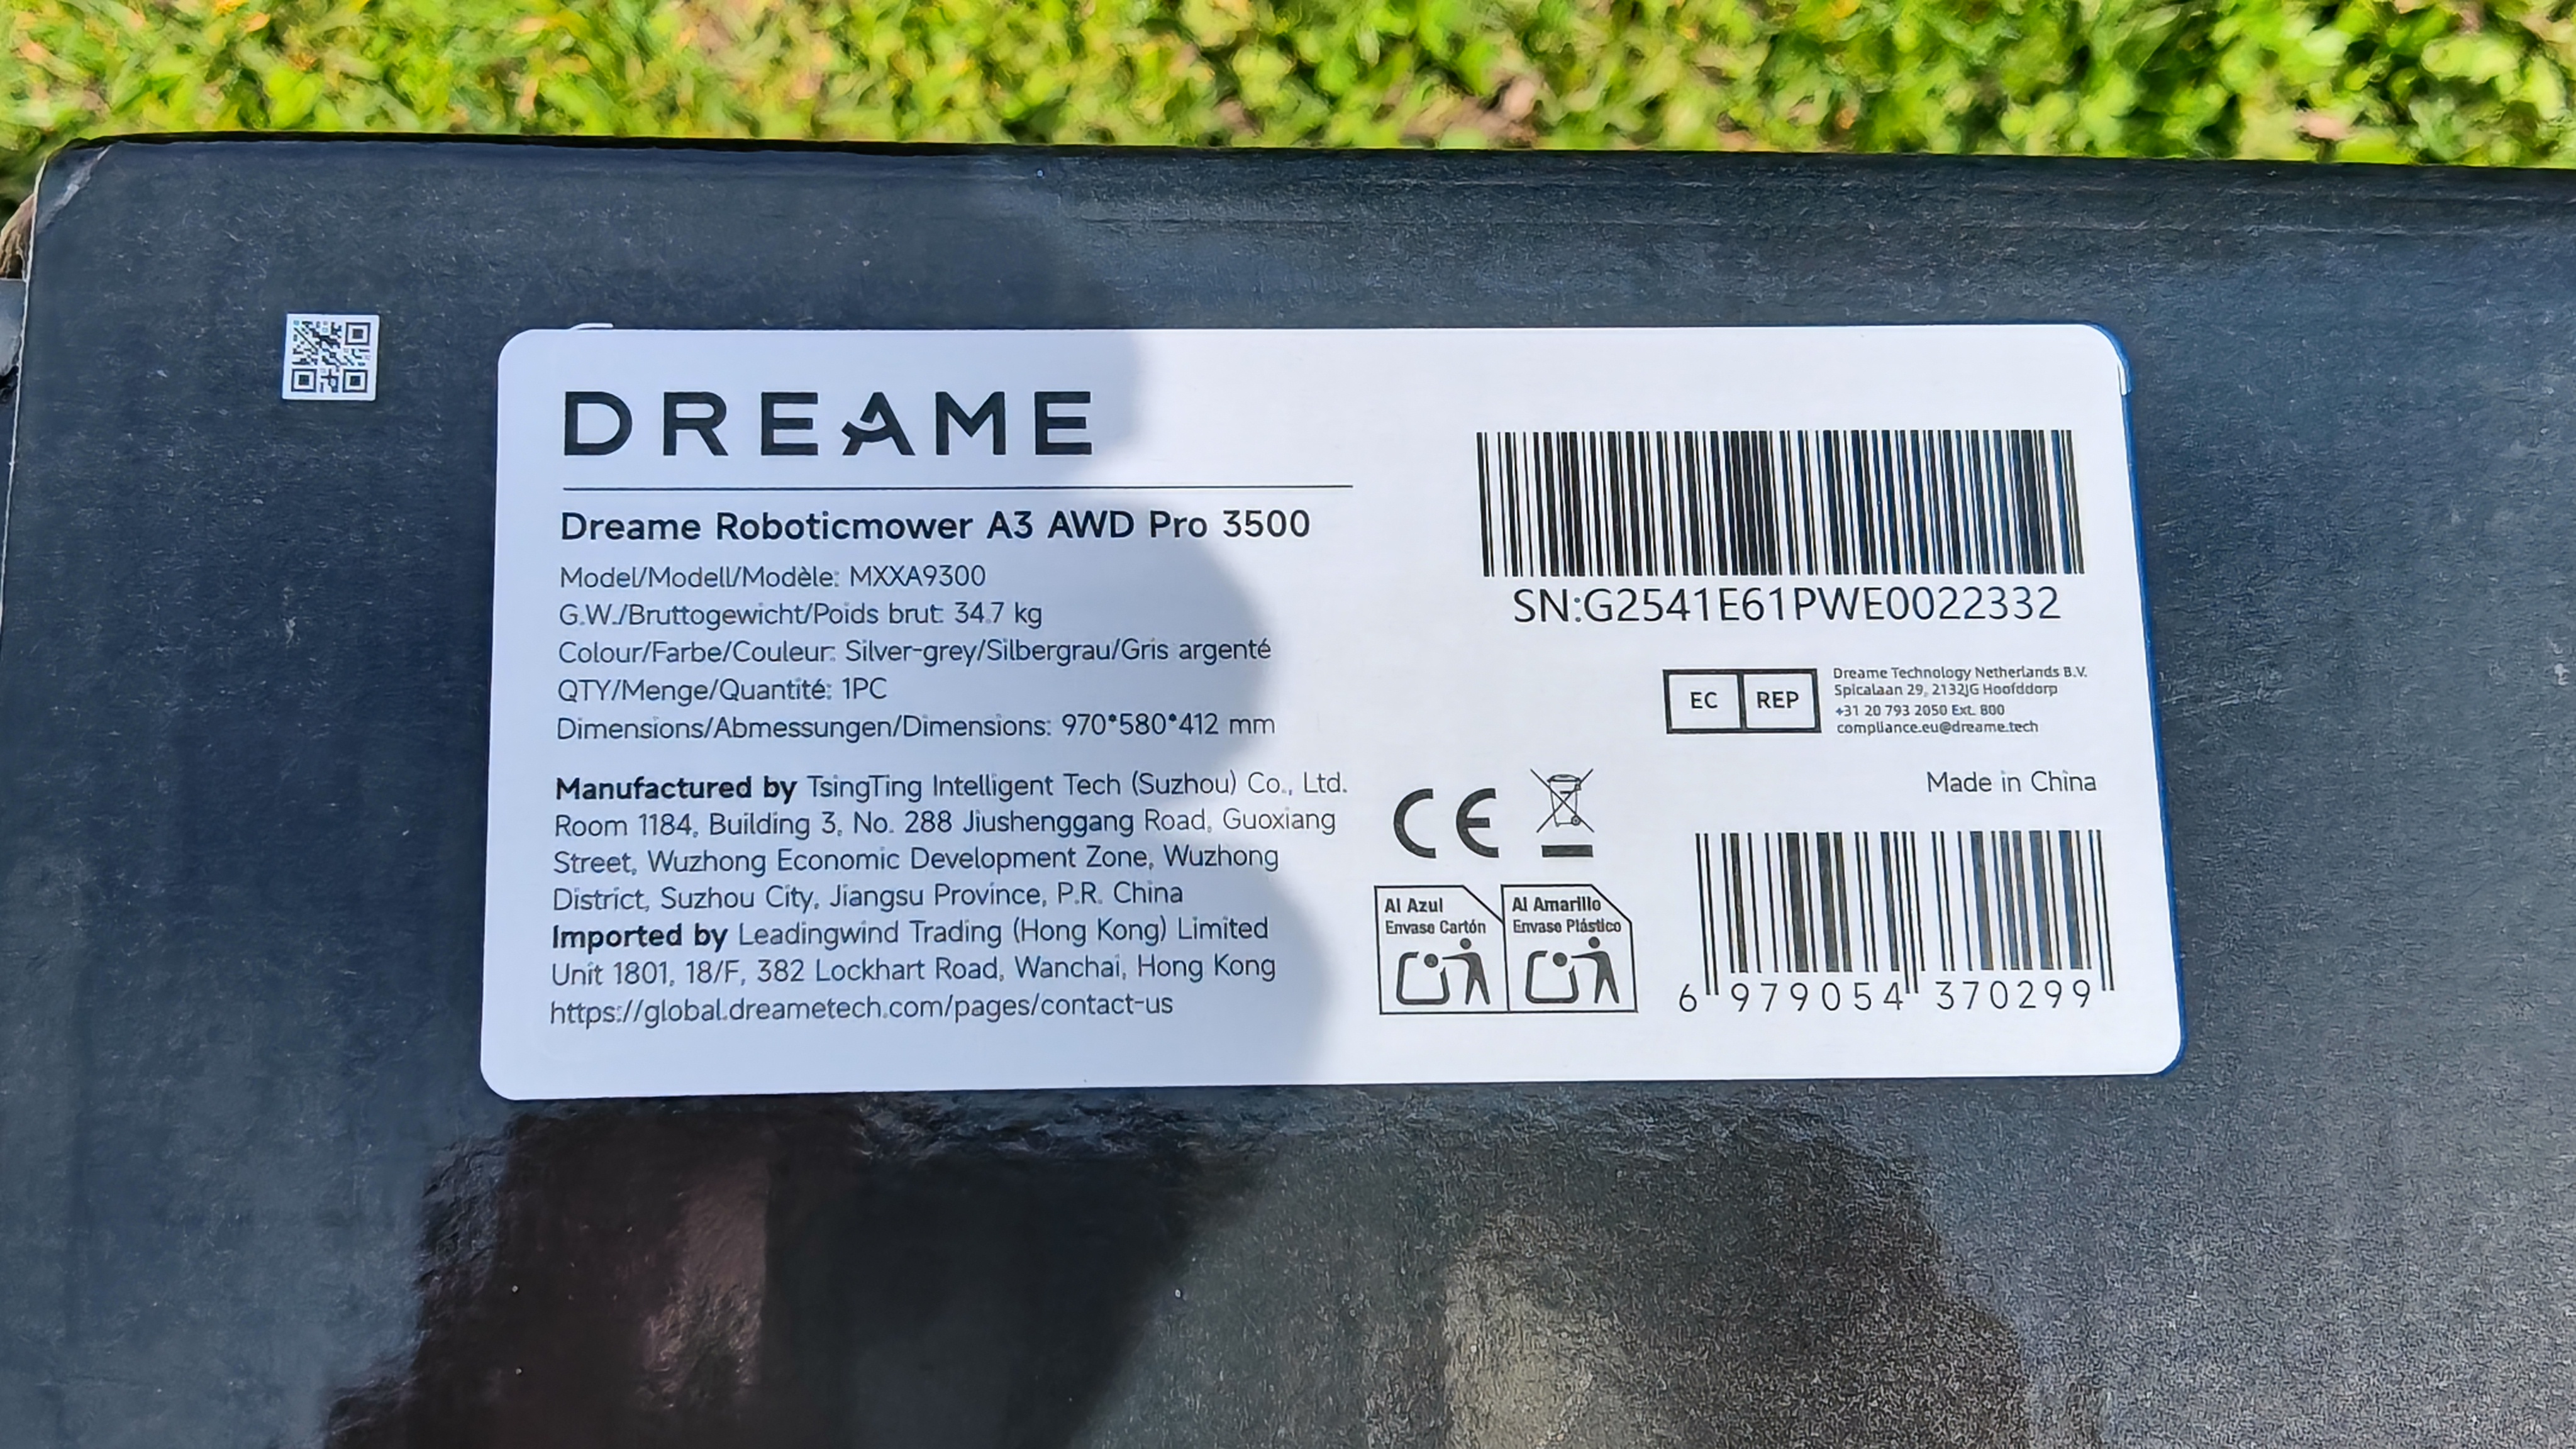 DREAME
Dreame Roboticmower A3 AWD Pro 3500
Model/Modell/Modèle: MXXA9300
G.W./Bruttogewicht/Poids brut: 34.7 kg
Colour/Farbe/Couleur: Silver-grey/Silbergrau/Gris argenté
QTY/Menge/Quantité: 1PC
Dimensions/Abmessungen/Dimensions: 970*580*412 mm
Manufactured by TsingTing Intelligent Tech (Suzhou) Co., Ltd.
Room 1184, Building 3, No. 288 Jiushenggang Road, Guoxiang
Street, Wuzhong Economic Development Zone, Wuzhong
District, Suzhou City, Jiangsu Province, P.R. China
Imported by Leadingwind Trading (Hong Kong) Limited
Unit 1801, 18/F, 382 Lockhart Road, Wanchai, Hong Kong
https://global.dreametech.com/pages/contact-us
SN:G2541E61PWE0022332
EC REP
Dreame Technology Netherlands B.V.
Spicalaan 29, 2132JG Hoofddorp
+31 20 793 2050 Ext. 800
compliance.eu@dreame.tech
Made in China
CE
Al Azul
Envase Cartón
Al Amarillo
Envase Plástico
6 979054 370299